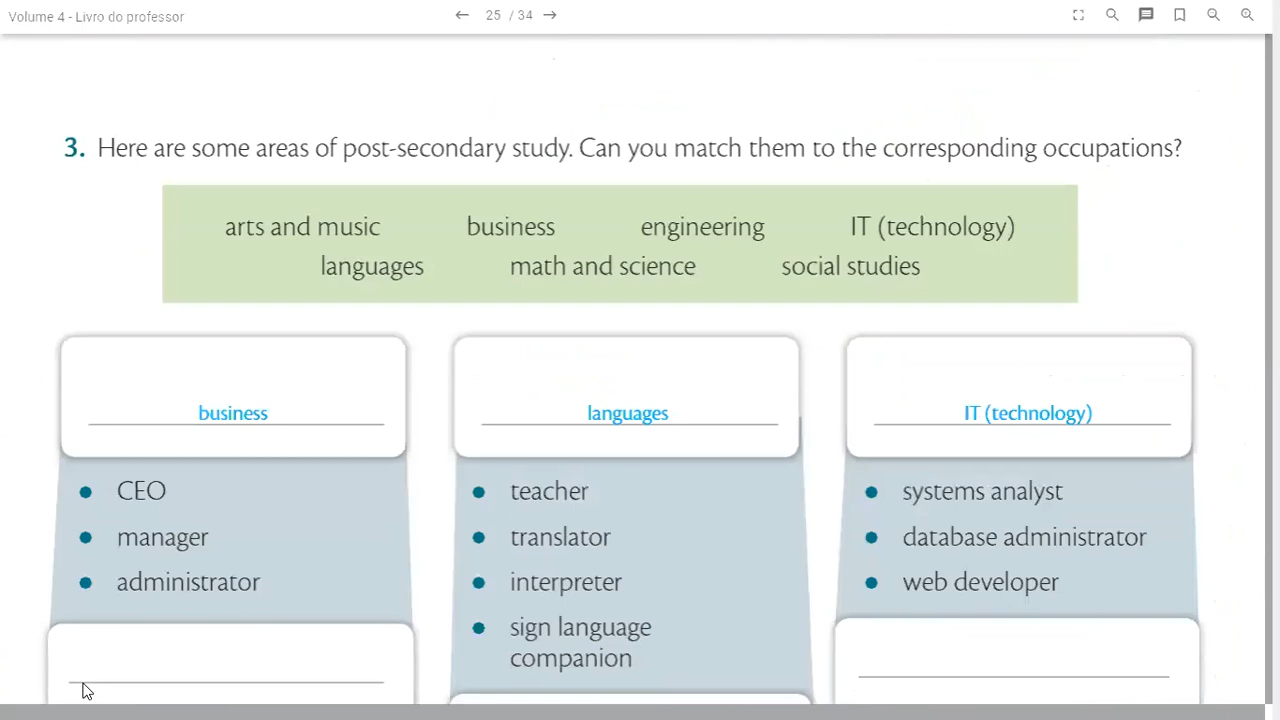 Volume 4 - Livro do professor
25 / 34
3. Here are some areas of post-secondary study. Can you match them to the corresponding occupations?
arts and music business engineering IT (technology)
languages math and science social studies
business
CEO
manager
administrator
languages
teacher
translator
interpreter
sign language
companion
IT (technology)
systems analyst
database administrator
web developer